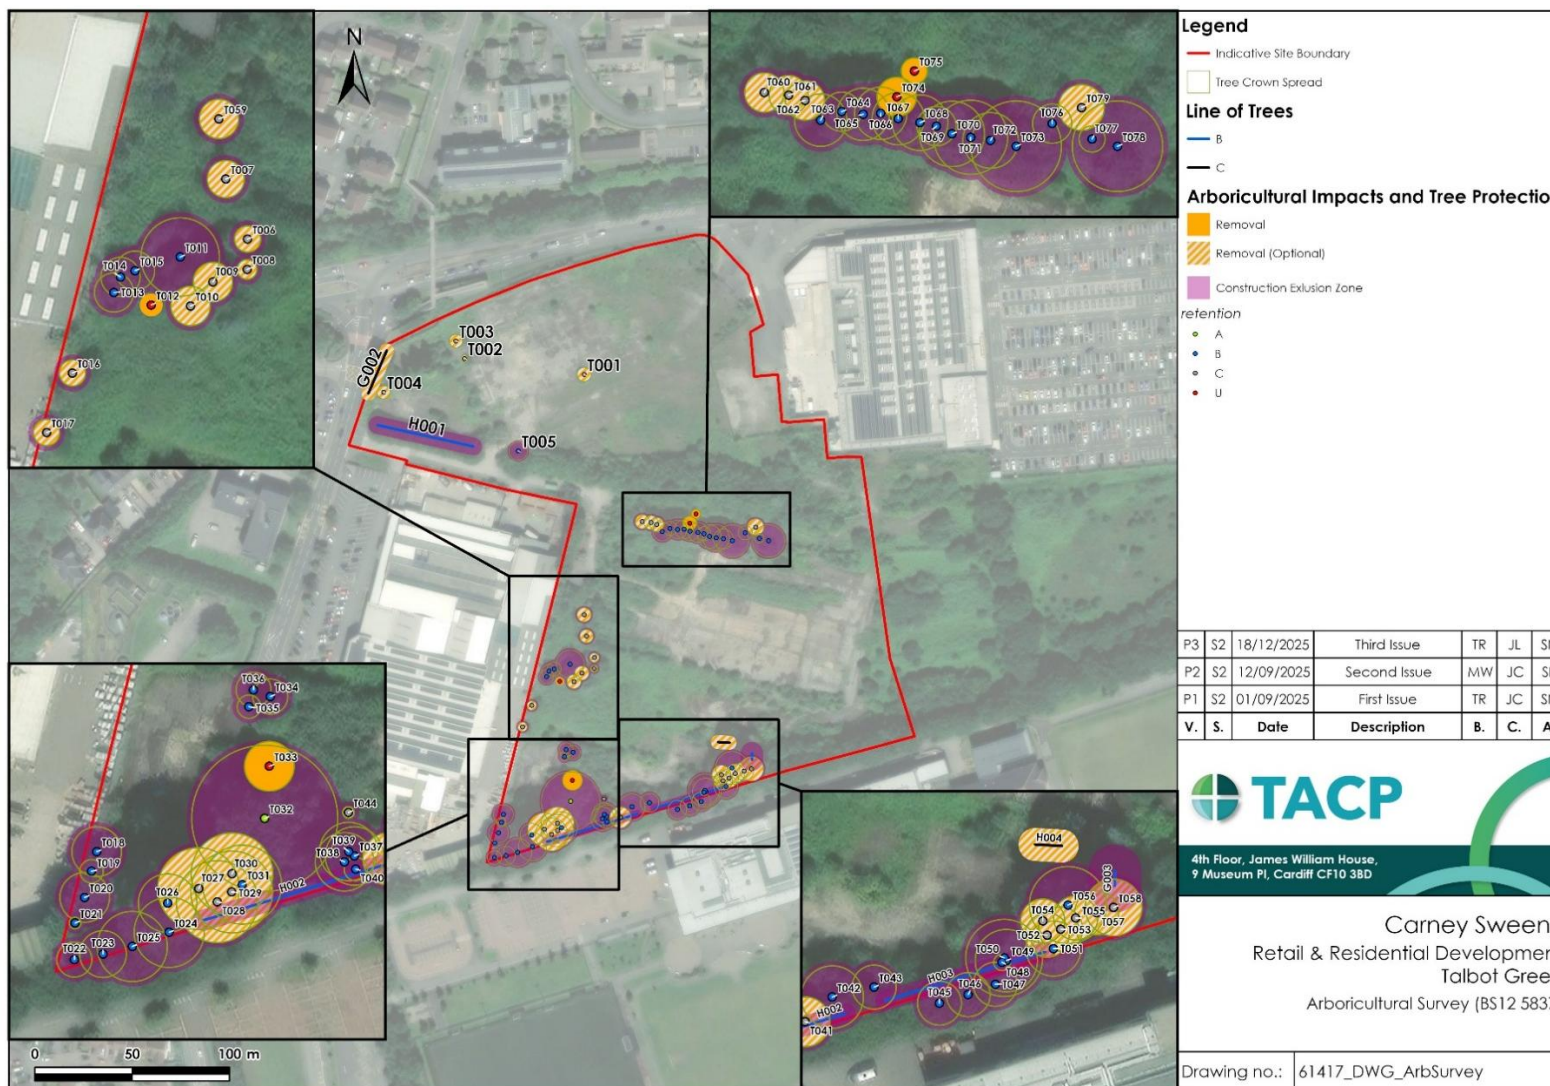 Legend
Indicative Site Boundary
Tree Crown Spread
Line of Trees
B
C
Arboricultural Impacts and Tree Protectio
Removal
Removal (Optional)
Construction Exlusion Zone
retention
A
B
C
U
N
T059
T007
T006
T011
T008
T015
T014
T009
T013
T012
T010
T016
T017
T075
T060
T061
T074
T079
T062
T063
T064
T067
T068
T076
T065
T066
T070
T072
T073
T077
T078
T069
T071
T003
T002
T001
G002
T004
H001
T005
T036
T034
T035
T033
T032
T044
T018
T039
T037
T019
T038
T030
T040
T027
T031
T020
T026
T029
H002
T028
T021
T024
T022
T023
T025
0 50 100 m
H004
G003
T056
T058
T054
T055
T057
T053
T052
T051
T050
T049
T043
H003
T048
T042
T047
T046
T045
H002
T041
P3 S2 18/12/2025 Third Issue TR JL
P2 S2 12/09/2025 Second Issue MW JC
P1 S2 01/09/2025 First Issue TR JC
V. S. Date Description B. C. A
TACP
4th Floor, James William House,
9 Museum Pl, Cardiff CF10 3BD
Carney Sween
Retail & Residential Developmen
Talbot Gree
Arboricultural Survey (BS12 583
Drawing no.: 61417_DWG_ArbSurvey